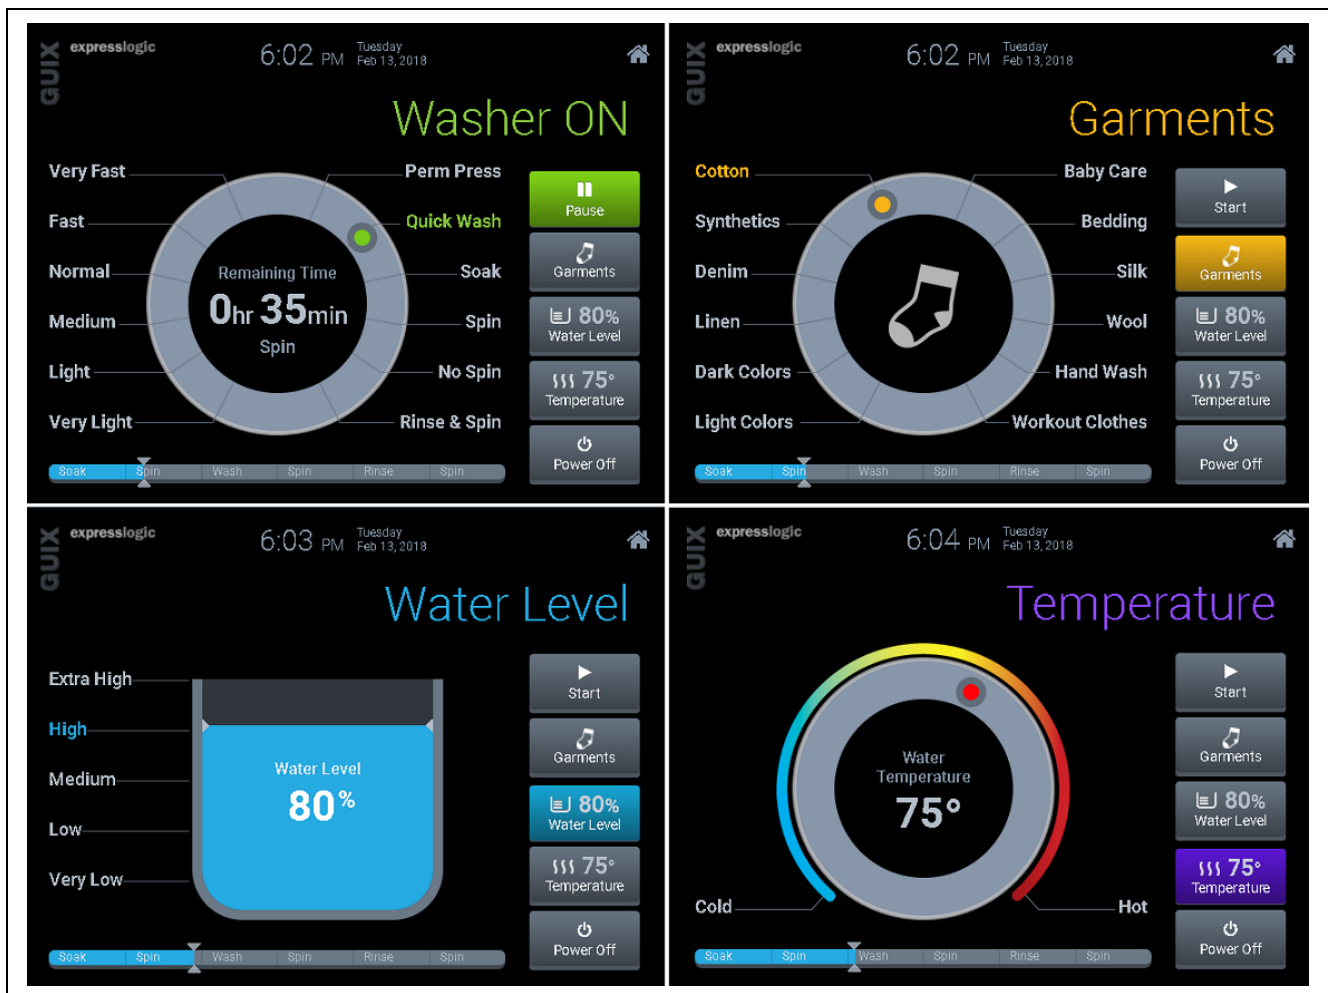 GUIX
expresslogic
6:02 PM
Tuesday
Feb 13, 2018
Washer ON
Very Fast
Fast
Normal
Medium
Light
Very Light
Perm Press
Quick Wash
Soak
Spin
No Spin
Rinse & Spin
Remaining Time
0hr 35min
Spin
Pause
Garments
80%
Water Level
75°
Temperature
Power Off
Soak Spin Wash Spin Rinse Spin
GUIX
expresslogic
6:02 PM
Tuesday
Feb 13, 2018
Garments
Cotton
Synthetics
Denim
Linen
Dark Colors
Light Colors
Baby Care
Bedding
Silk
Wool
Hand Wash
Workout Clothes
Start
Garments
80%
Water Level
75°
Temperature
Power Off
Soak Spin Wash Spin Rinse Spin
GUIX
expresslogic
6:03 PM
Tuesday
Feb 13, 2018
Water Level
Extra High
High
Medium
Low
Very Low
Water Level
80%
Start
Garments
80%
Water Level
75°
Temperature
Power Off
Soak Spin Wash Spin Rinse Spin
GUIX
expresslogic
6:04 PM
Tuesday
Feb 13, 2018
Temperature
Water
Temperature
75°
Cold
Hot
Start
Garments
80%
Water Level
75°
Temperature
Power Off
Soak Spin Wash Spin Rinse Spin